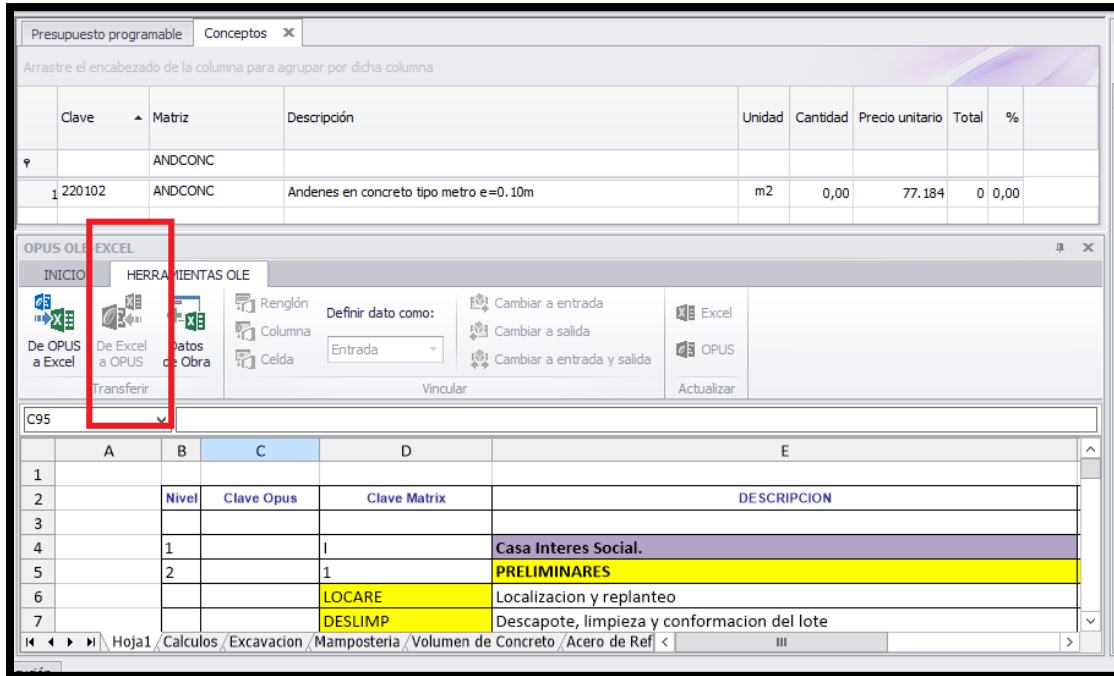 Presupuesto programable Conceptos ×
Arrastre el encabezado de la columna para agrupar por dicha columna
Clave Matriz Descripción Unidad Cantidad Precio unitario Total %
ANDCONC
1 220102 ANDCONC Andenes en concreto tipo metro e=0.10m m2 0,00 77.184 0 0,00
OPUS OLE-EXCEL
INICIO HERRAMIENTAS OLE
De OPUS a Excel
De Excel a OPUS
Datos de Obra
Transferir
Renglón
Columna
Celda
Definir dato como:
Entrada
Cambiar a entrada
Cambiar a salida
Cambiar a entrada y salida
Vincular
Excel
OPUS
Actualizar
C95
A B C D E
1
2 Nivel Clave Opus Clave Matrix DESCRIPCION
3
4 1 I Casa Interes Social.
5 2 1 PRELIMINARES
6 LOCARE Localizacion y replanteo
7 DESLIMP Descapote, limpieza y conformacion del lote
Hoja1 Calculos Excavacion Mamposteria Volumen de Concreto Acero de Ref